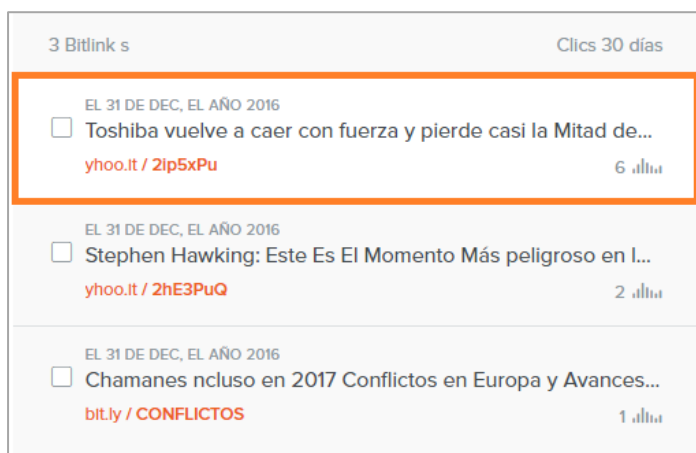 3 Bitlink s Clics 30 días
EL 31 DE DEC, EL AÑO 2016
Toshiba vuelve a caer con fuerza y pierde casi la Mitad de...
yhoo.lt / 2ip5xPu 6
EL 31 DE DEC, EL AÑO 2016
Stephen Hawking: Este Es El Momento Más peligroso en l...
yhoo.lt / 2hE3PuQ 2
EL 31 DE DEC, EL AÑO 2016
Chamanes ncluso en 2017 Conflictos en Europa y Avances...
bit.ly / CONFLICTOS 1